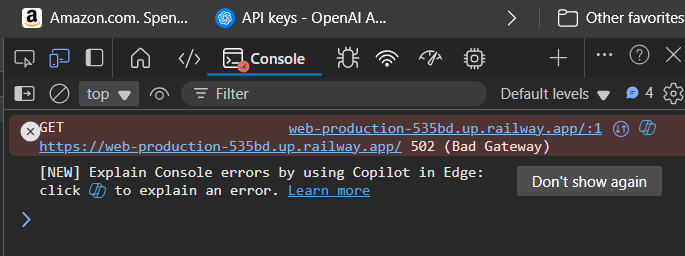 Amazon.com. Spen...
API keys - OpenAI A...
Other favorites
Console
top
Filter
Default levels
4
GET web-production-535bd.up.railway.app/:1
https://web-production-535bd.up.railway.app/ 502 (Bad Gateway)
[NEW] Explain Console errors by using Copilot in Edge:
click to explain an error. Learn more
Don't show again